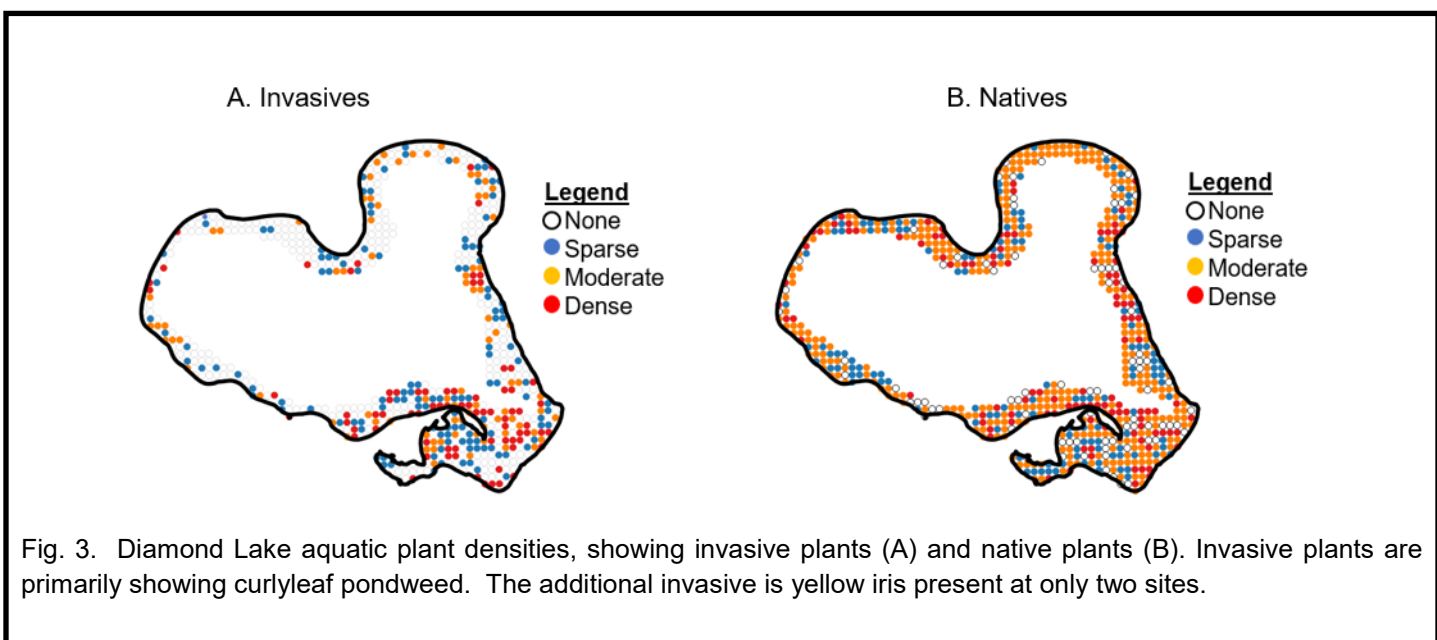 A. Invasives
B. Natives
Legend
None
Sparse
Moderate
Dense
Legend
None
Sparse
Moderate
Dense
Fig. 3. Diamond Lake aquatic plant densities, showing invasive plants (A) and native plants (B). Invasive plants are
primarily showing curlyleaf pondweed. The additional invasive is yellow iris present at only two sites.